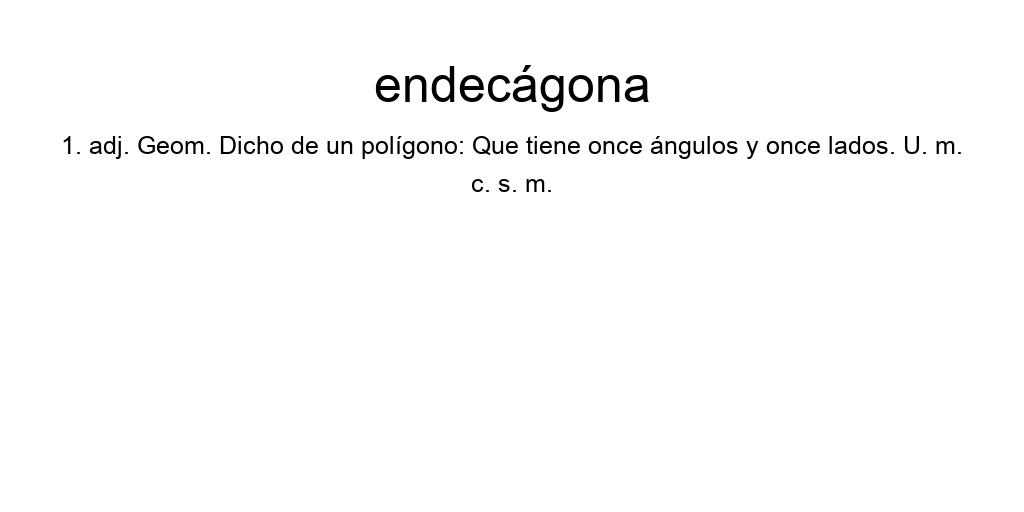 endecágona
1. adj. Geom. Dicho de un polígono: Que tiene once ángulos y once lados. U. m.
c. s. m.